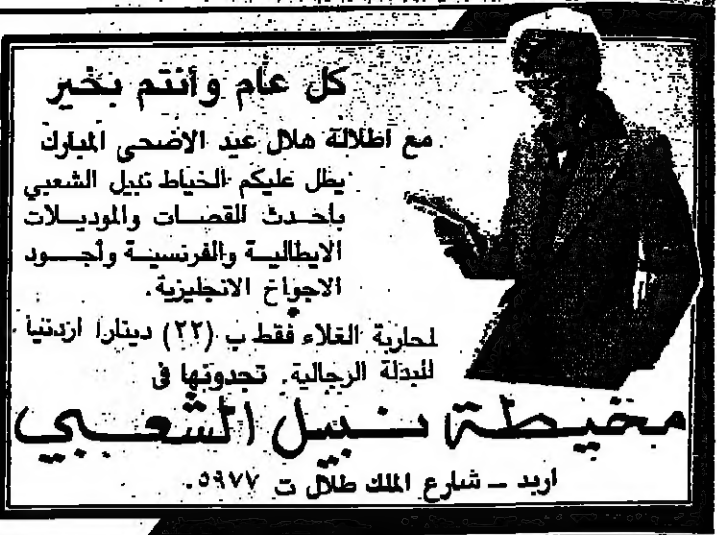 كل عام وأنتم بخير
مع اطلالة هلال عيد الاضحى المبارك
يطل عليكم الخياط نبيل الشعبي
بأحدث القصات والموديلات
الايطالية والفرنسية وأجود
الاجواخ الانجليزية.
لمحاربة الغلاء فقط ب (٢٢) دينارا اردنيا
للبدلة الرجالية. تجدونها في
مخيطة نبيل الشعبي
اربد - شارع الملك طلال ت ٥٩٧٧.